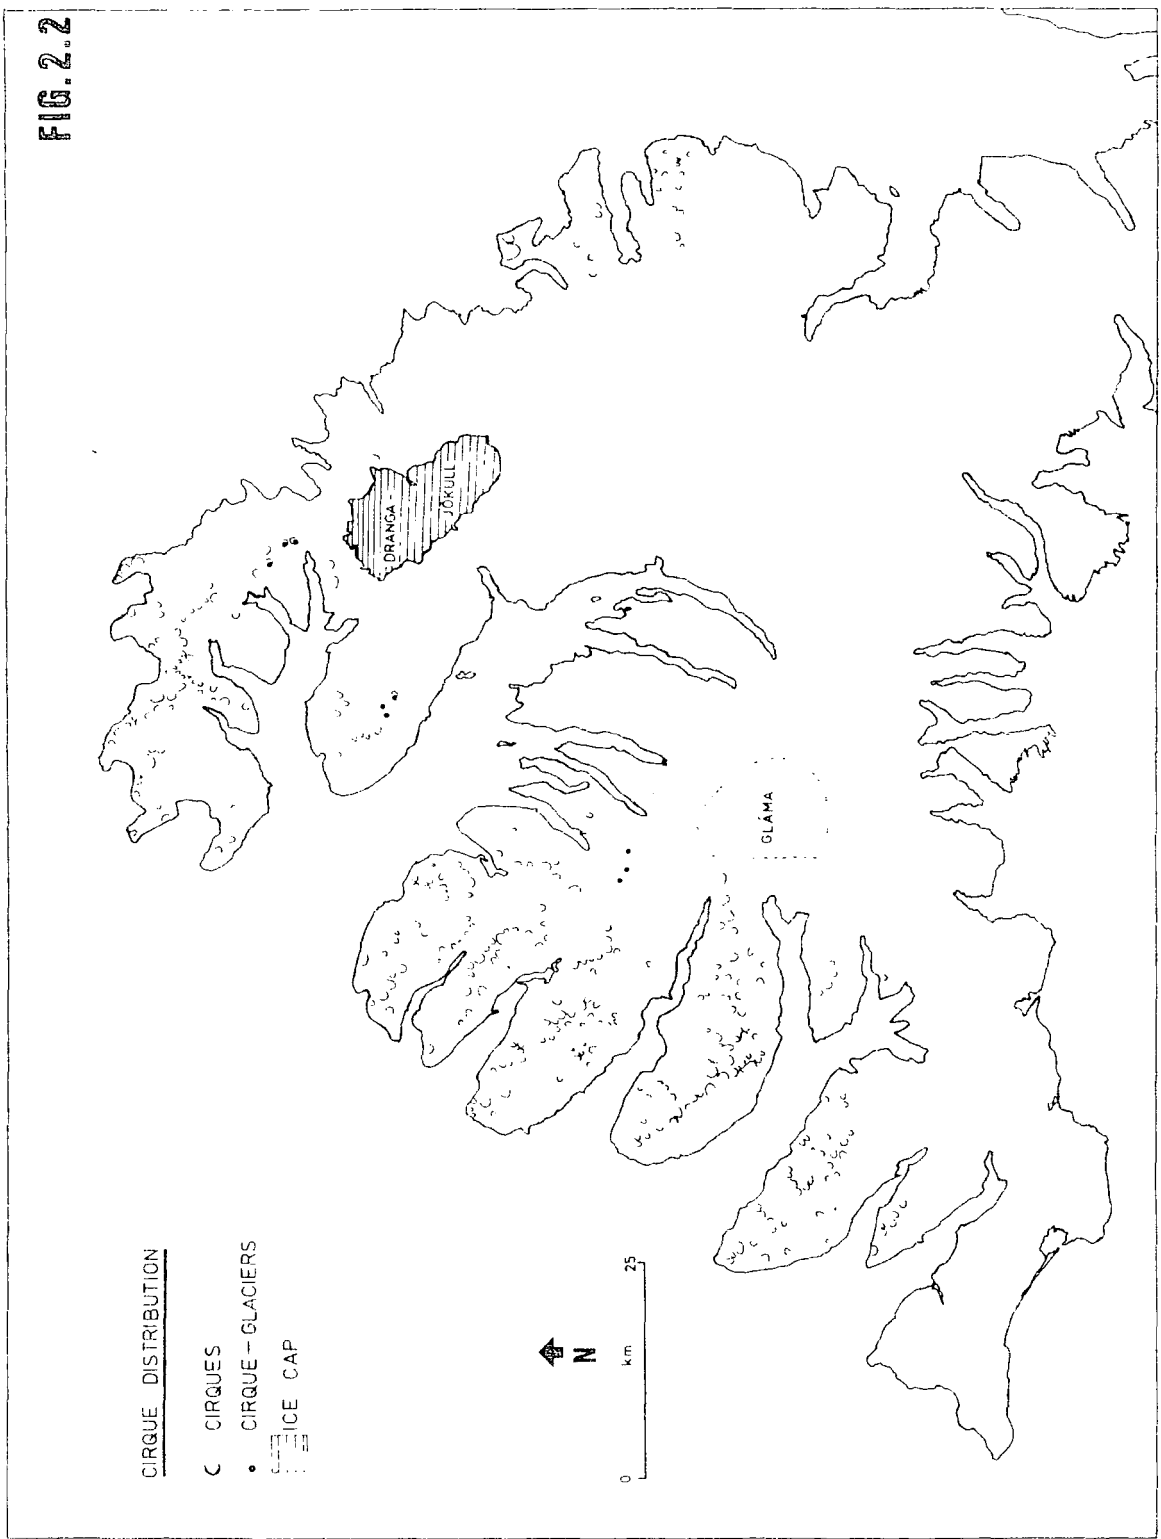 FIG. 2.2
CIRQUE DISTRIBUTION
CIRQUES
CIRQUE-GLACIERS
ICE CAP
N
0 km 25
DRANGA
JÖKULL
GLÁMA